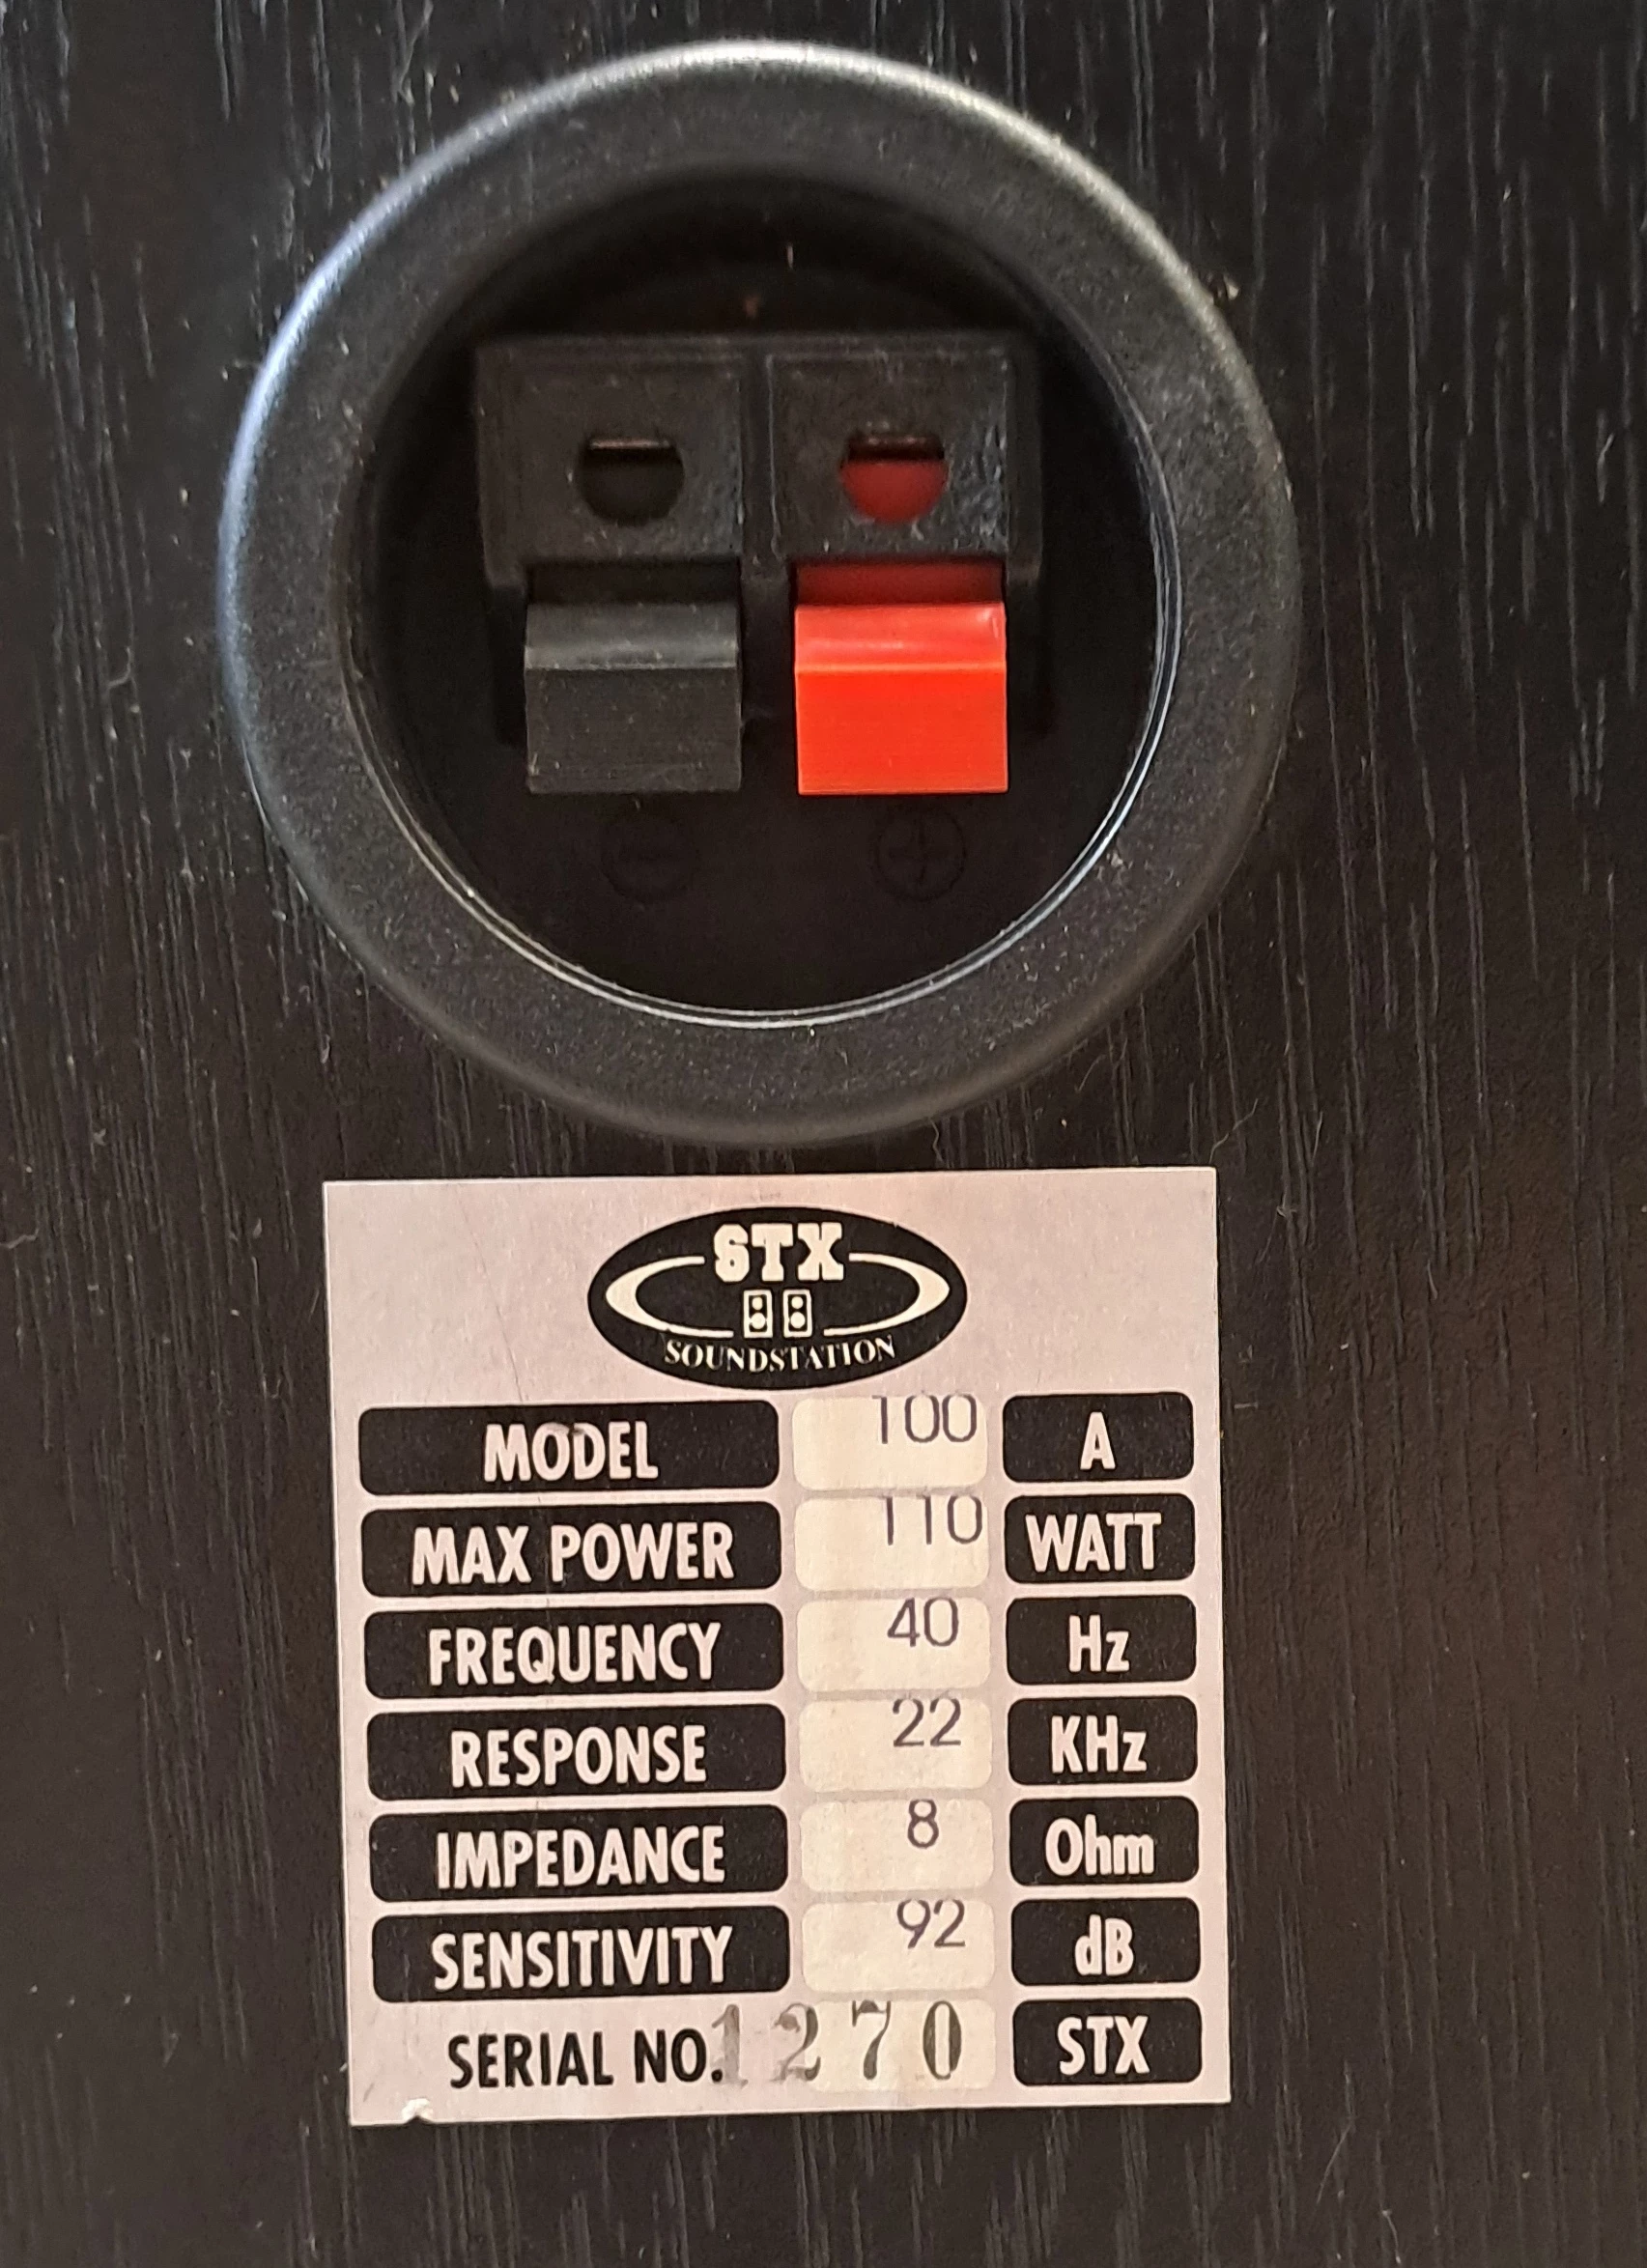 − +
STX
SOUNDSTATION
MODEL 100 A
MAX POWER 110 WATT
FREQUENCY 40 Hz
RESPONSE 22 KHz
IMPEDANCE 8 Ohm
SENSITIVITY 92 dB
SERIAL NO. 1270 STX